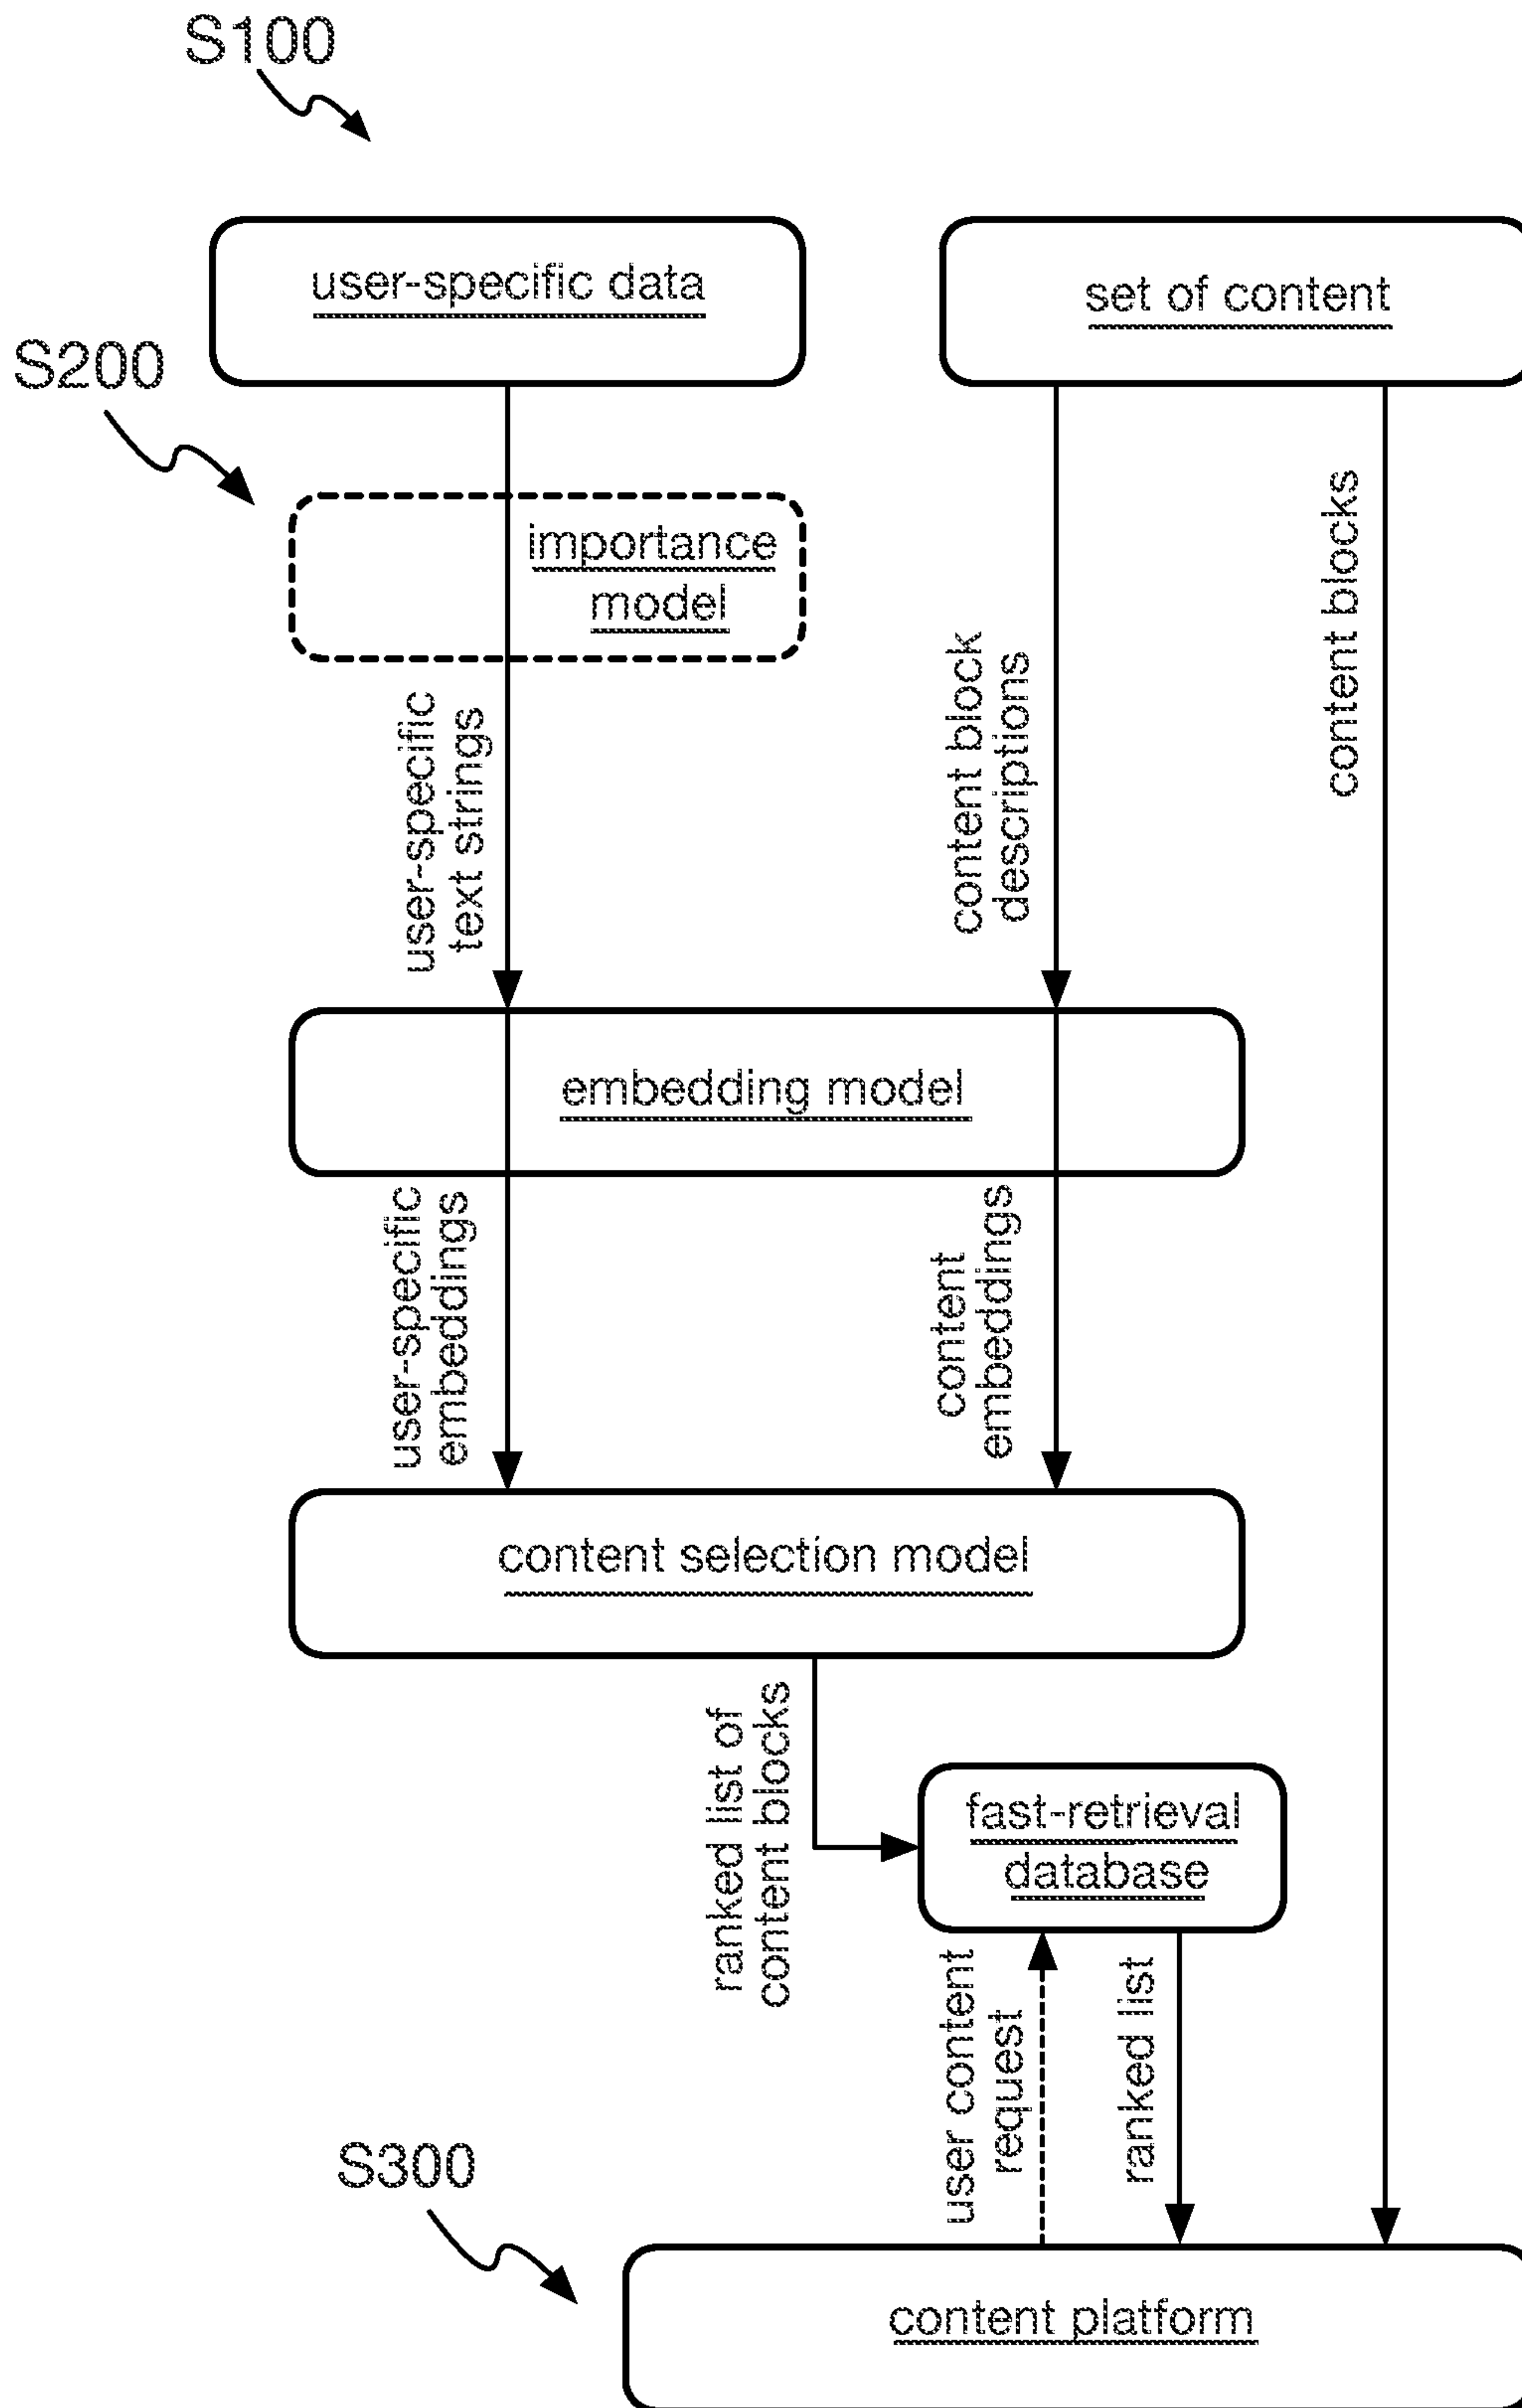 S100
user-specific data
set of content
S200
importance
model
content blocks
user-specific
text strings
content block
descriptions
embedding model
user-specific
embeddings
content
embeddings
content selection model
ranked list of
content blocks
fast-retrieval
database
user content
request
ranked list
S300
content platform